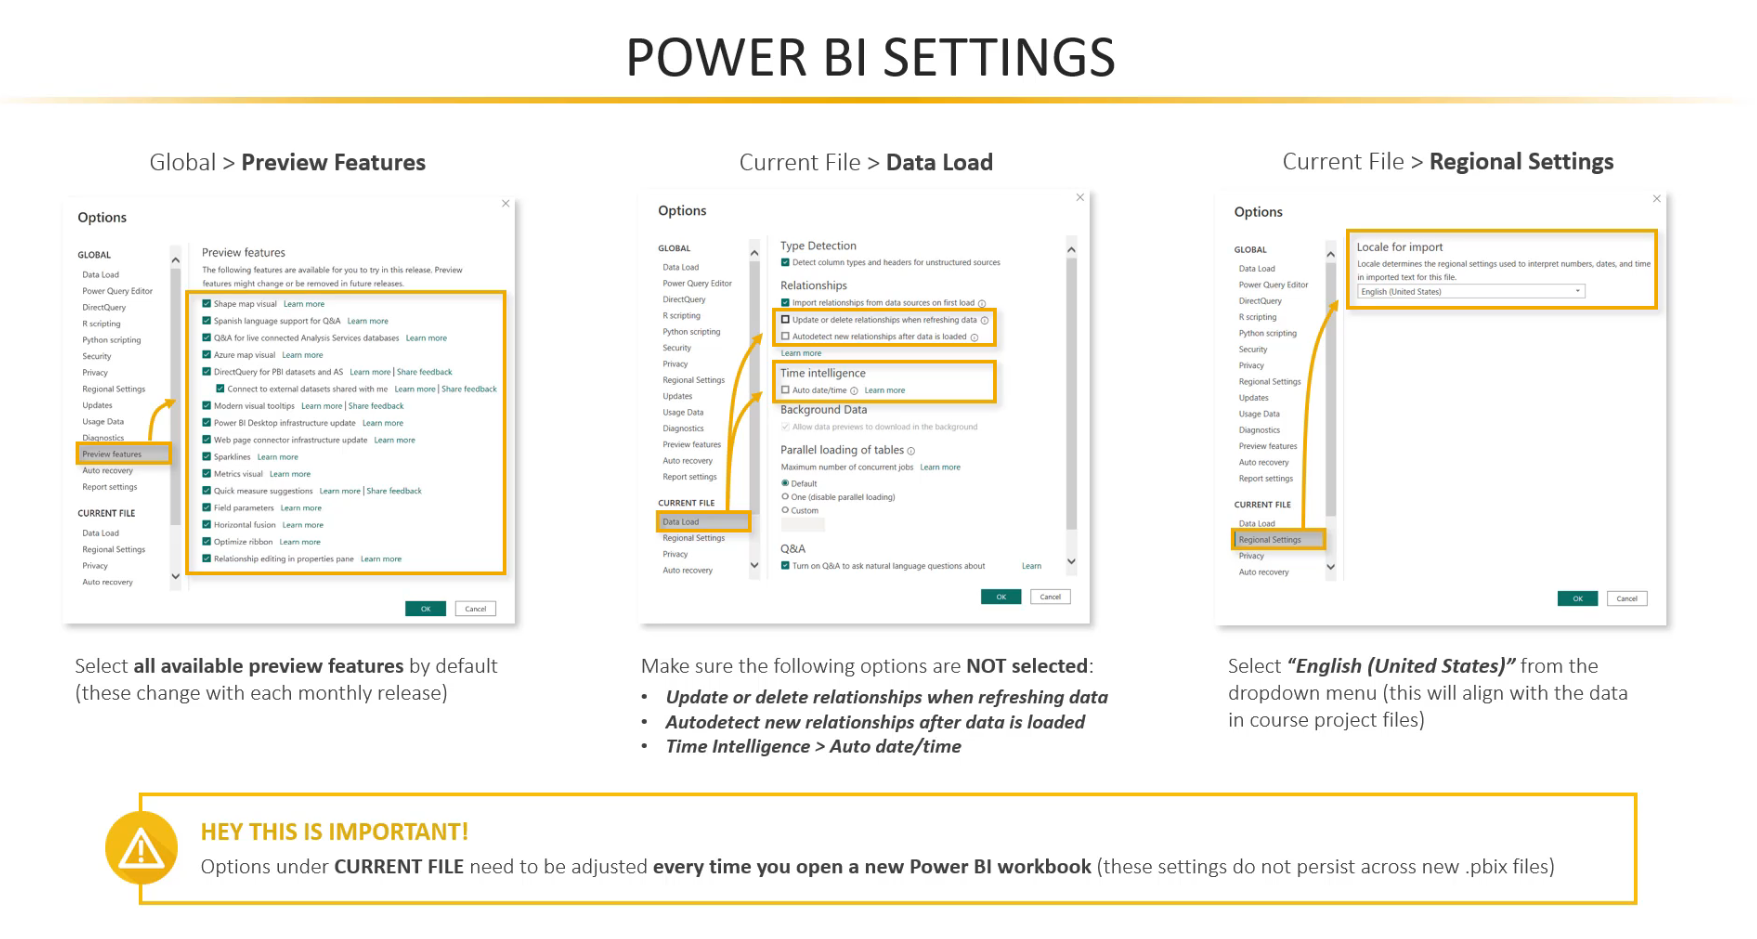 POWER BI SETTINGS
Global > Preview Features
Options
GLOBAL
Data Load
Power Query Editor
DirectQuery
R scripting
Python scripting
Security
Privacy
Regional Settings
Updates
Usage Data
Diagnostics
Preview features
Auto recovery
Report settings
CURRENT FILE
Data Load
Regional Settings
Privacy
Auto recovery
Preview features
The following features are available for you to try in this release. Preview
features might change or be removed in future releases.
Shape map visual Learn more
Spanish language support for Q&A Learn more
Q&A for live connected Analysis Services databases Learn more
Azure map visual Learn more
DirectQuery for PBI datasets and AS Learn more | Share feedback
Connect to external datasets shared with me Learn more | Share feedback
Modern visual tooltips Learn more | Share feedback
Power BI Desktop infrastructure update Learn more
Web page connector infrastructure update Learn more
Sparklines Learn more
Metrics visual Learn more
Quick measure suggestions Learn more | Share feedback
Field parameters Learn more
Horizontal fusion Learn more
Optimize ribbon Learn more
Relationship editing in properties pane Learn more
OK Cancel
Select all available preview features by default
(these change with each monthly release)
Current File > Data Load
Options
GLOBAL
Data Load
Power Query Editor
DirectQuery
R scripting
Python scripting
Security
Privacy
Regional Settings
Updates
Usage Data
Diagnostics
Preview features
Auto recovery
Report settings
CURRENT FILE
Data Load
Regional Settings
Privacy
Auto recovery
Type Detection
Detect column types and headers for unstructured sources
Relationships
Import relationships from data sources on first load
Update or delete relationships when refreshing data
Autodetect new relationships after data is loaded
Learn more
Time intelligence
Auto date/time Learn more
Background Data
Allow data previews to download in the background
Parallel loading of tables
Maximum number of concurrent jobs Learn more
Default
One (disable parallel loading)
Custom
Q&A
Turn on Q&A to ask natural language questions about Learn
OK Cancel
Make sure the following options are NOT selected:
• Update or delete relationships when refreshing data
• Autodetect new relationships after data is loaded
• Time Intelligence > Auto date/time
Current File > Regional Settings
Options
GLOBAL
Data Load
Power Query Editor
DirectQuery
R scripting
Python scripting
Security
Privacy
Regional Settings
Updates
Usage Data
Diagnostics
Preview features
Auto recovery
Report settings
CURRENT FILE
Data Load
Regional Settings
Privacy
Auto recovery
Locale for import
Locale determines the regional settings used to interpret numbers, dates, and time
in imported text for this file.
English (United States)
OK Cancel
Select “English (United States)” from the
dropdown menu (this will align with the data
in course project files)
HEY THIS IS IMPORTANT!
Options under CURRENT FILE need to be adjusted every time you open a new Power BI workbook (these settings do not persist across new .pbix files)